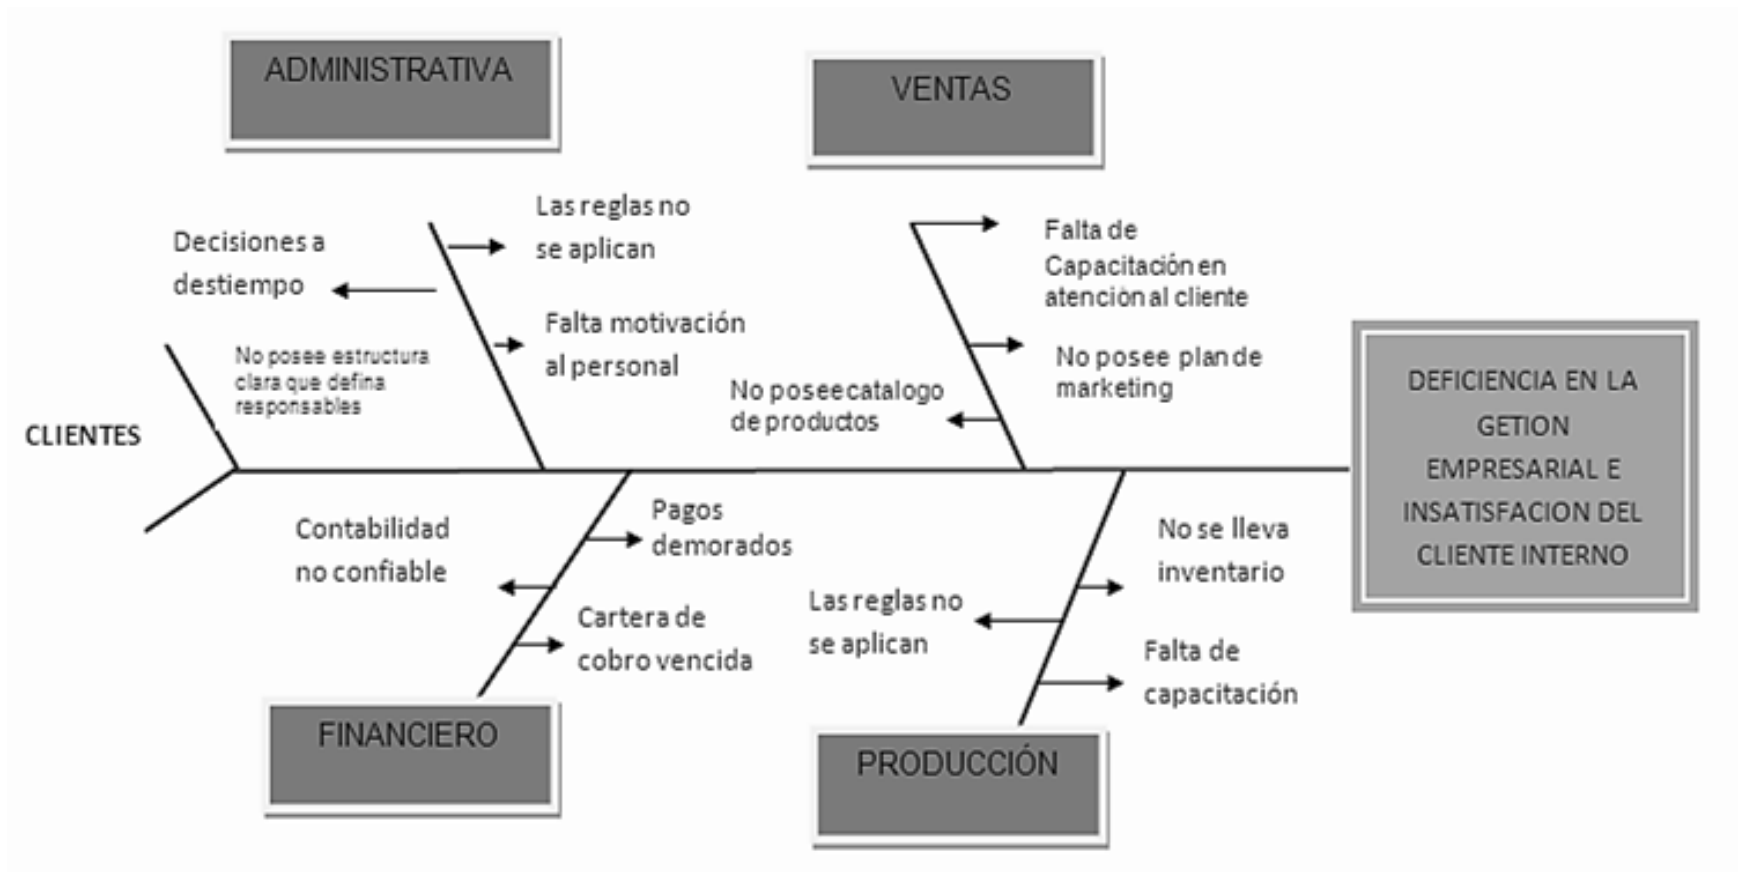 ADMINISTRATIVA
VENTAS
Las reglas no
se aplican
Decisiones a
destiempo
Falta motivación
al personal
No posee estructura
clara que defina
responsables
Falta de
Capacitación en
atención al cliente
No posee plan de
marketing
No posee catalogo
de productos
CLIENTES
DEFICIENCIA EN LA
GETION
EMPRESARIAL E
INSATISFACION DEL
CLIENTE INTERNO
Contabilidad
no confiable
Pagos
demorados
Cartera de
cobro vencida
No se lleva
inventario
Las reglas no
se aplican
Falta de
capacitación
FINANCIERO
PRODUCCIÓN